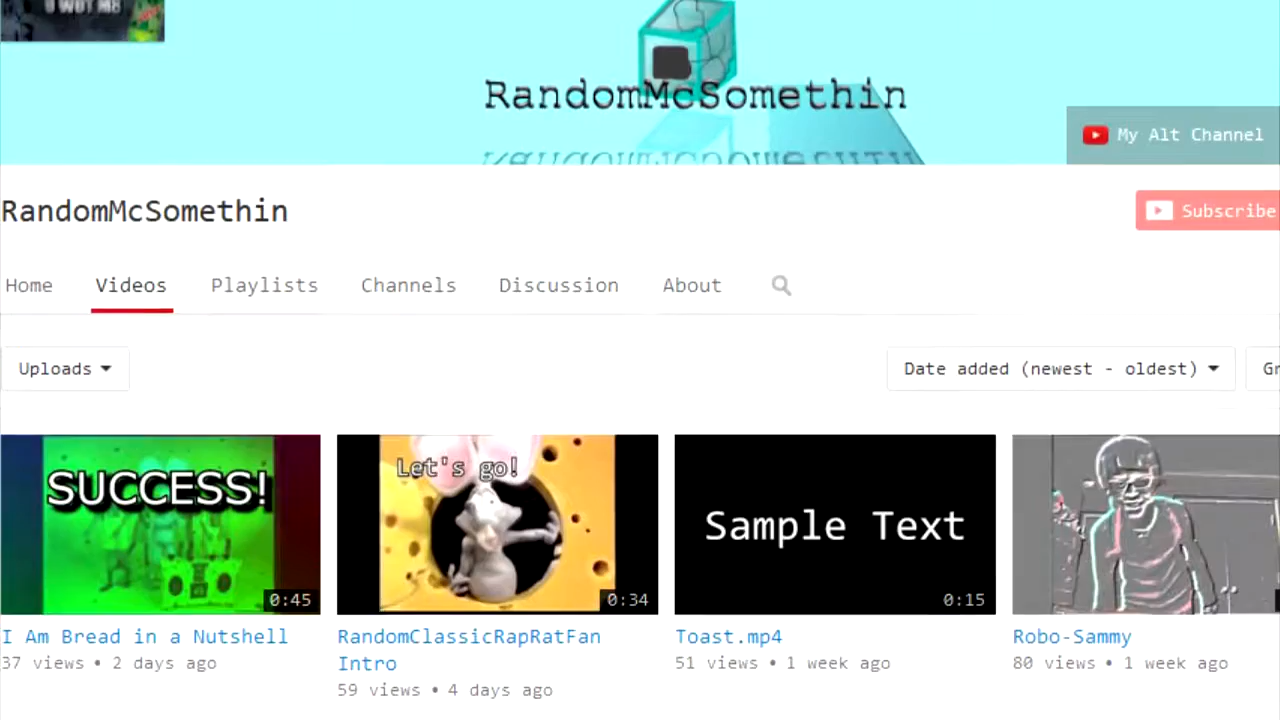 U WOT M8
RandomMcSomethin
My Alt Channel
RandomMcSomethin
Subscribe
Home Videos Playlists Channels Discussion About
Uploads Date added (newest - oldest) Gr
SUCCESS! Let's go! Sample Text
0:45 0:34 0:15
I Am Bread in a Nutshell RandomClassicRapRatFan Toast.mp4 Robo-Sammy
Intro
37 views • 2 days ago 51 views • 1 week ago 80 views • 1 week ago
59 views • 4 days ago